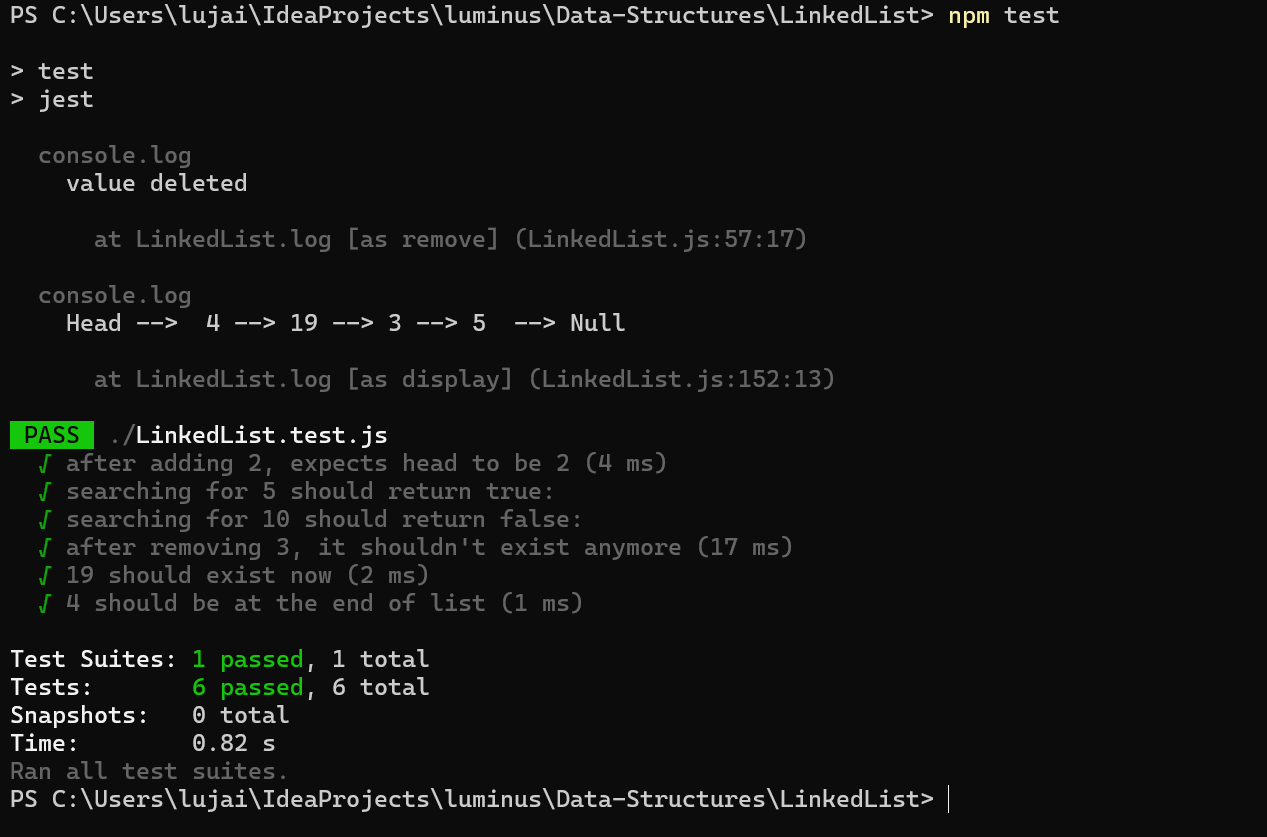 PS C:\Users\lujai\IdeaProjects\luminus\Data-Structures\LinkedList> npm test
> test
> jest
console.log
value deleted
at LinkedList.log [as remove] (LinkedList.js:57:17)
console.log
Head -->  4 --> 19 --> 3 --> 5  --> Null
at LinkedList.log [as display] (LinkedList.js:152:13)
PASS ./LinkedList.test.js
√ after adding 2, expects head to be 2 (4 ms)
√ searching for 5 should return true:
√ searching for 10 should return false:
√ after removing 3, it shouldn't exist anymore (17 ms)
√ 19 should exist now (2 ms)
√ 4 should be at the end of list (1 ms)
Test Suites: 1 passed, 1 total
Tests:       6 passed, 6 total
Snapshots:   0 total
Time:        0.82 s
Ran all test suites.
PS C:\Users\lujai\IdeaProjects\luminus\Data-Structures\LinkedList>